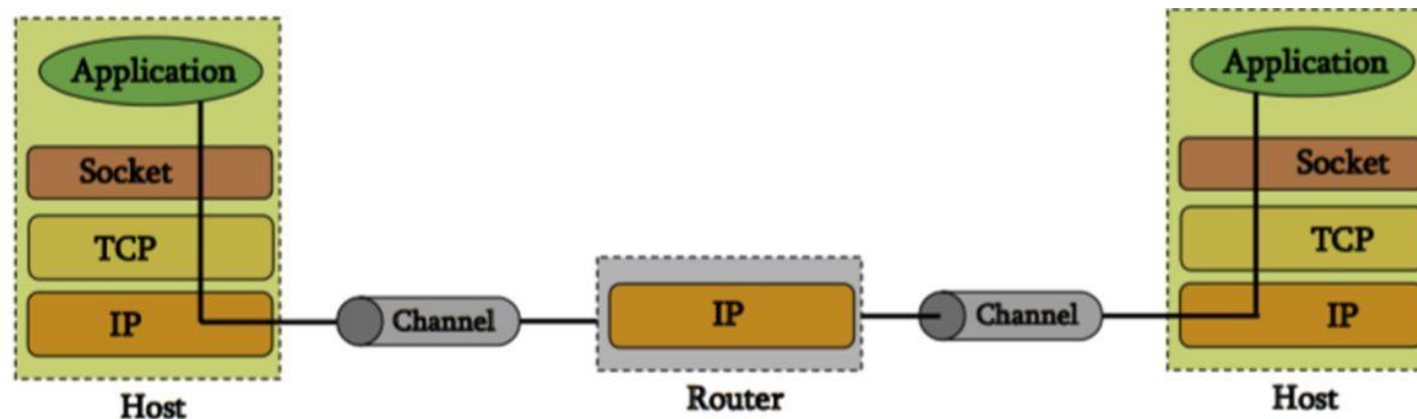 Application
Socket
TCP
IP
Host
Channel
IP
Router
Channel
Application
Socket
TCP
IP
Host